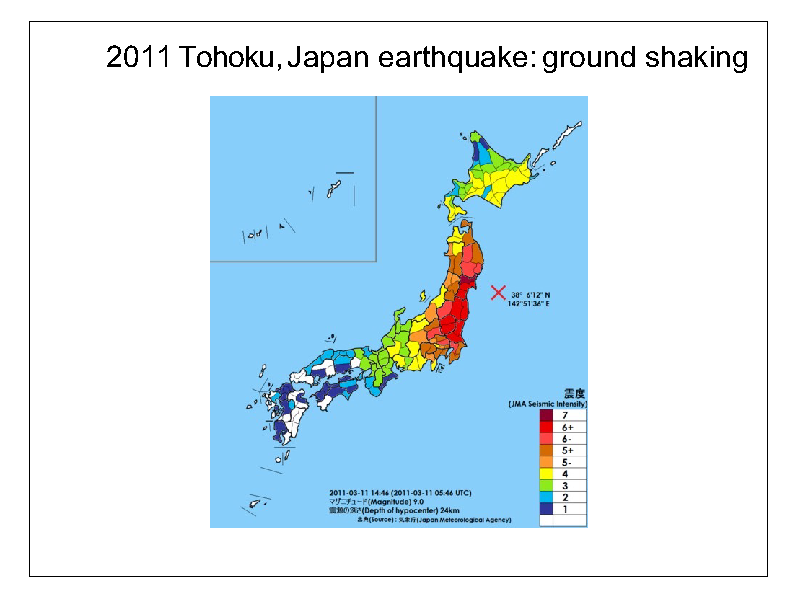 2011 Tohoku, Japan earthquake: ground shaking
38° 6'12" N
142°51'36" E
震度
(JMA Seismic Intensity)
7
6+
6-
5+
5-
4
3
2
1
2011-03-11 14:46 (2011-03-11 05:46 UTC)
マグニチュード(Magnitude) 9.0
震源の深さ(Depth of hypocenter) 24km
出典(Source) : 気象庁(Japan Meteorological Agency)